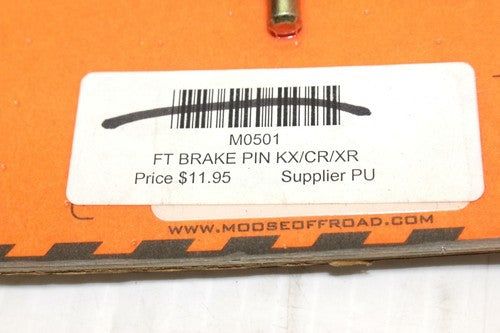 M0501
FT BRAKE PIN KX/CR/XR
Price $11.95 Supplier PU
WWW.MOOSEOFFROAD.COM